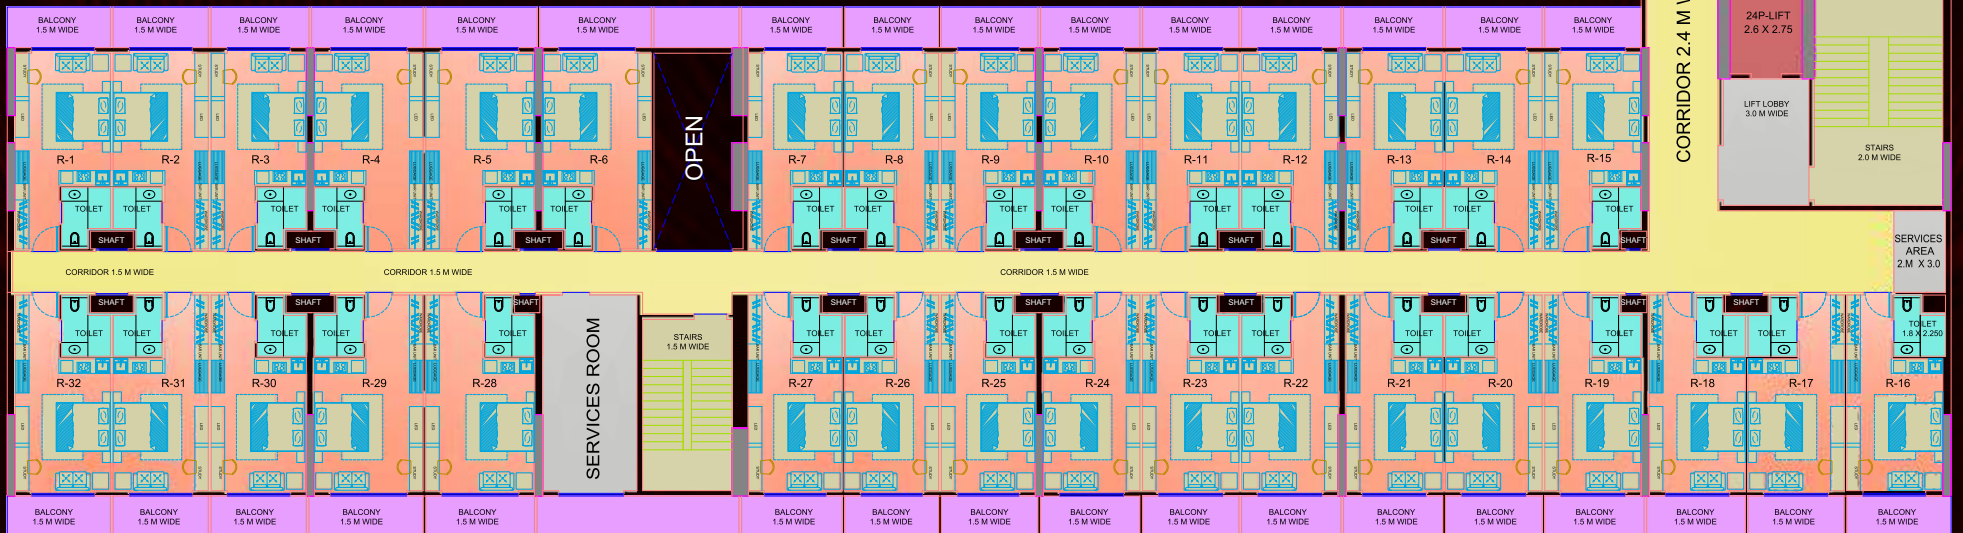 BALCONY BALCONY BALCONY BALCONY BALCONY BALCONY BALCONY BALCONY BALCONY BALCONY BALCONY BALCONY BALCONY BALCONY BALCONY
1.5 M WIDE 1.5 M WIDE 1.5 M WIDE 1.5 M WIDE 1.5 M WIDE 1.5 M WIDE 1.5 M WIDE 1.5 M WIDE 1.5 M WIDE 1.5 M WIDE 1.5 M WIDE 1.5 M WIDE 1.5 M WIDE 1.5 M WIDE 1.5 M WIDE
24P-LIFT
2.6 X 2.75
CORRIDOR 2.4 M
LIFT LOBBY
3.0 M WIDE
STAIRS
2.0 M WIDE
OPEN
R-1 R-2 R-3 R-4 R-5 R-6 R-7 R-8 R-9 R-10 R-11 R-12 R-13 R-14 R-15
TOILET TOILET TOILET TOILET TOILET TOILET TOILET TOILET TOILET TOILET TOILET TOILET TOILET TOILET TOILET
SHAFT SHAFT SHAFT SHAFT SHAFT SHAFT SHAFT SHAFT
SERVICES
AREA
2.M X 3.0
CORRIDOR 1.5 M WIDE CORRIDOR 1.5 M WIDE CORRIDOR 1.5 M WIDE
SHAFT SHAFT SHAFT SHAFT SHAFT SHAFT SHAFT SHAFT SHAFT
TOILET TOILET TOILET TOILET TOILET TOILET TOILET TOILET TOILET TOILET TOILET TOILET TOILET TOILET TOILET TOILET TOILET
1.8 X 2.250
SERVICES ROOM
STAIRS
1.5 M WIDE
R-32 R-31 R-30 R-29 R-28 R-27 R-26 R-25 R-24 R-23 R-22 R-21 R-20 R-19 R-18 R-17 R-16
BALCONY BALCONY BALCONY BALCONY BALCONY BALCONY BALCONY BALCONY BALCONY BALCONY BALCONY BALCONY BALCONY BALCONY BALCONY BALCONY BALCONY
1.5 M WIDE 1.5 M WIDE 1.5 M WIDE 1.5 M WIDE 1.5 M WIDE 1.5 M WIDE 1.5 M WIDE 1.5 M WIDE 1.5 M WIDE 1.5 M WIDE 1.5 M WIDE 1.5 M WIDE 1.5 M WIDE 1.5 M WIDE 1.5 M WIDE 1.5 M WIDE 1.5 M WIDE